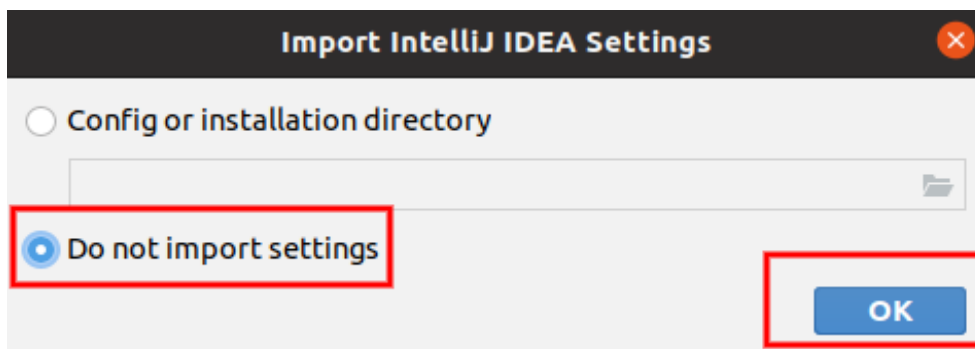 Import IntelliJ IDEA Settings
Config or installation directory
Do not import settings
OK